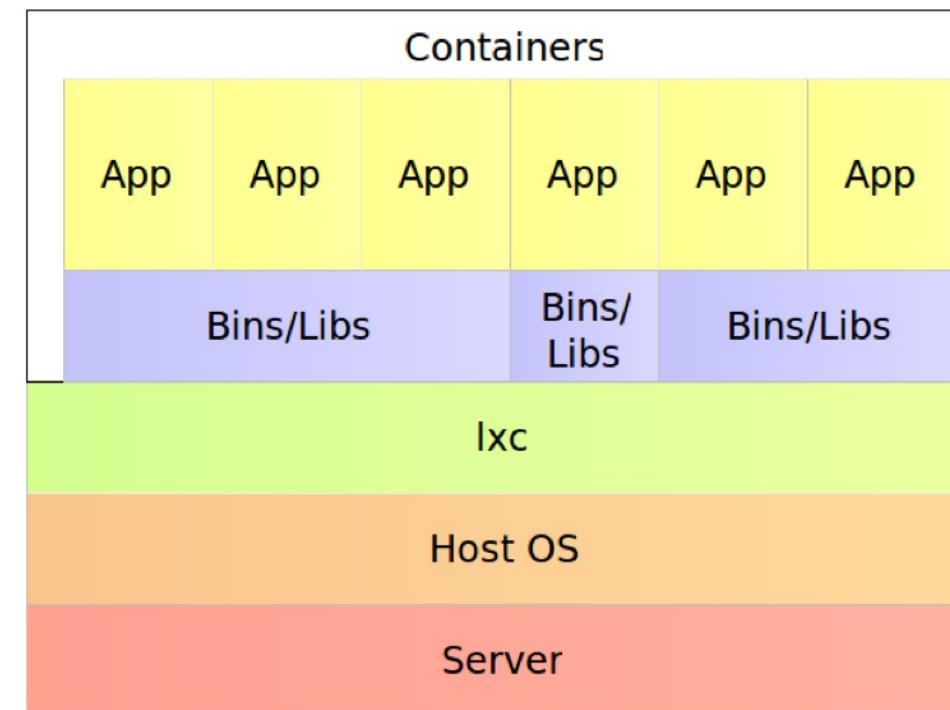 Containers
App App App App App App
Bins/Libs Bins/ Libs Bins/Libs
lxc
Host OS
Server